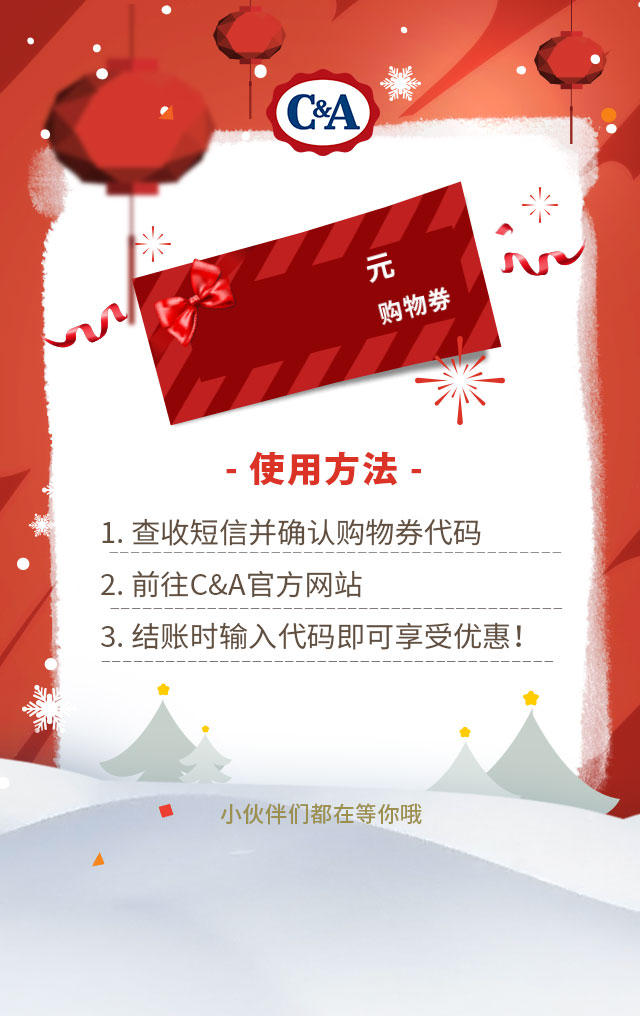 C&A
元
购物券
- 使用方法 -
1. 查收短信并确认购物券代码
2. 前往C&A官方网站
3. 结账时输入代码即可享受优惠！
小伙伴们都在等你哦